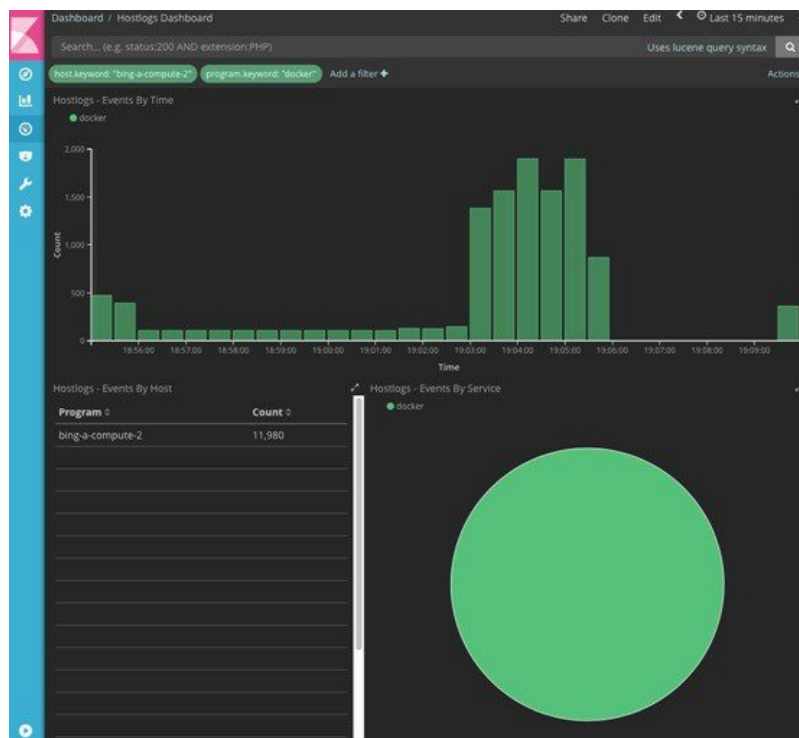 Dashboard / Hostlogs Dashboard
Share Clone Edit Last 15 minutes
Search... (e.g. status:200 AND extension:PHP)
Uses lucene query syntax
host.keyword: "bing-a-compute-2" program.keyword: "docker" Add a filter +
Actions
Hostlogs - Events By Time
docker
2,000
1,500
1,000
500
0
Count
18:56:00 18:57:00 18:58:00 18:59:00 19:00:00 19:01:00 19:02:00 19:03:00 19:04:00 19:05:00 19:06:00 19:07:00 19:08:00 19:09:00
Time
Hostlogs - Events By Host
Program Count
bing-a-compute-2 11,980
Hostlogs - Events By Service
docker